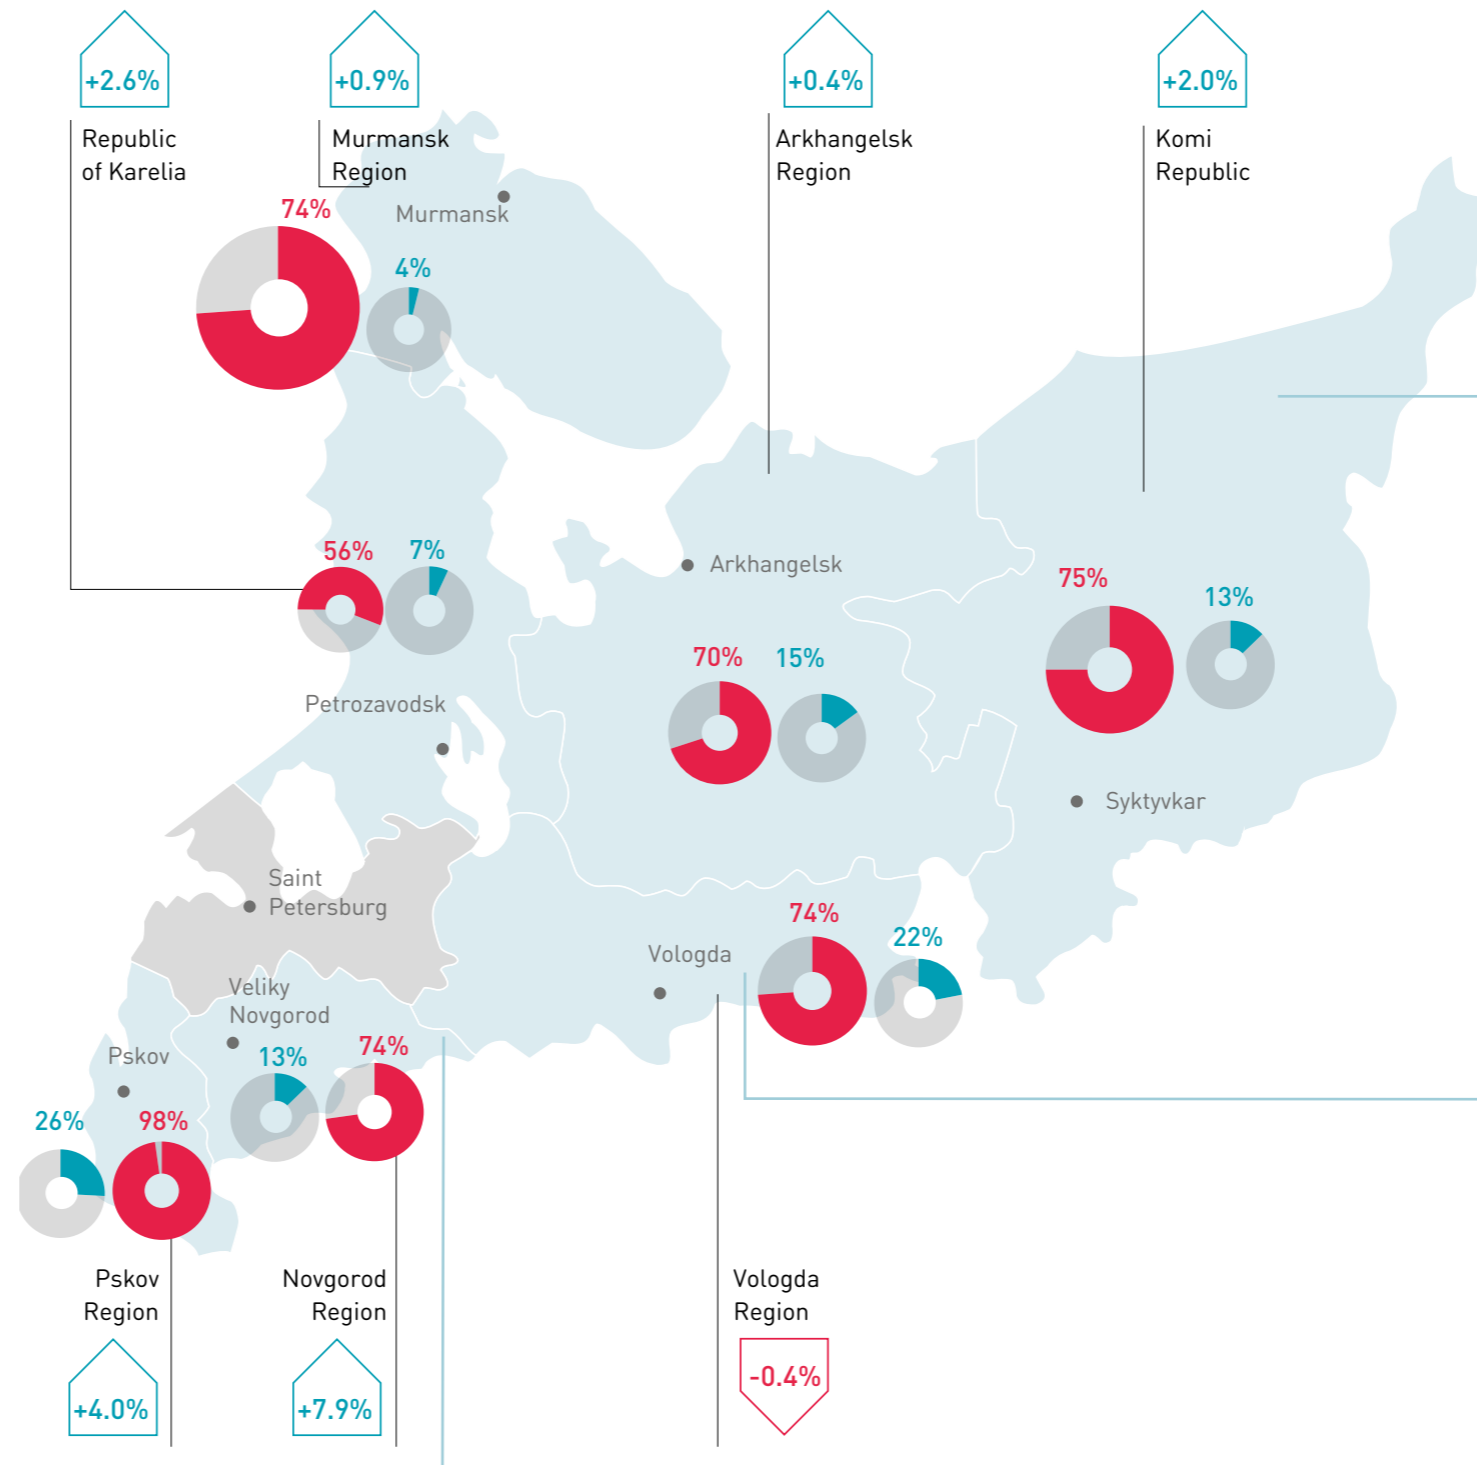 +2.6%
+0.9%
+0.4%
+2.0%
Republic
of Karelia
Murmansk
Region
Arkhangelsk
Region
Komi
Republic
74%
Murmansk
4%
56%
7%
Arkhangelsk
75%
13%
70%
15%
Petrozavodsk
Syktyvkar
Saint
Petersburg
74%
22%
Vologda
Veliky
Novgorod
Pskov
13%
74%
26%
98%
Pskov
Region
Novgorod
Region
Vologda
Region
+4.0%
+7.9%
-0.4%